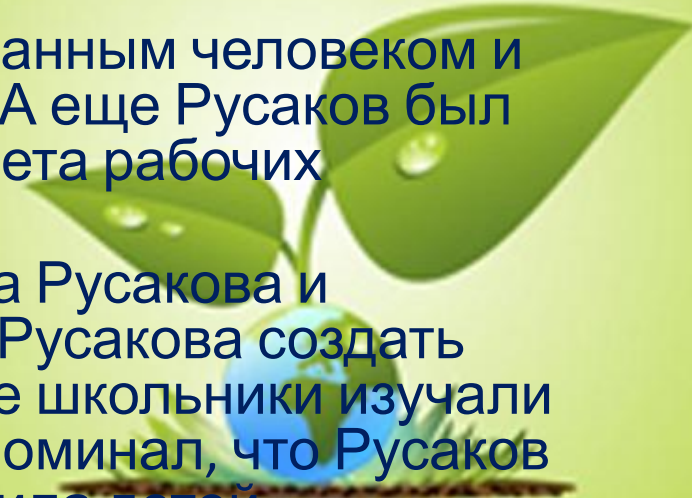 анным человеком и
А еще Русаков был
ета рабочих
а Русакова и
Русакова создать
е школьники изучали
оминал, что Русаков